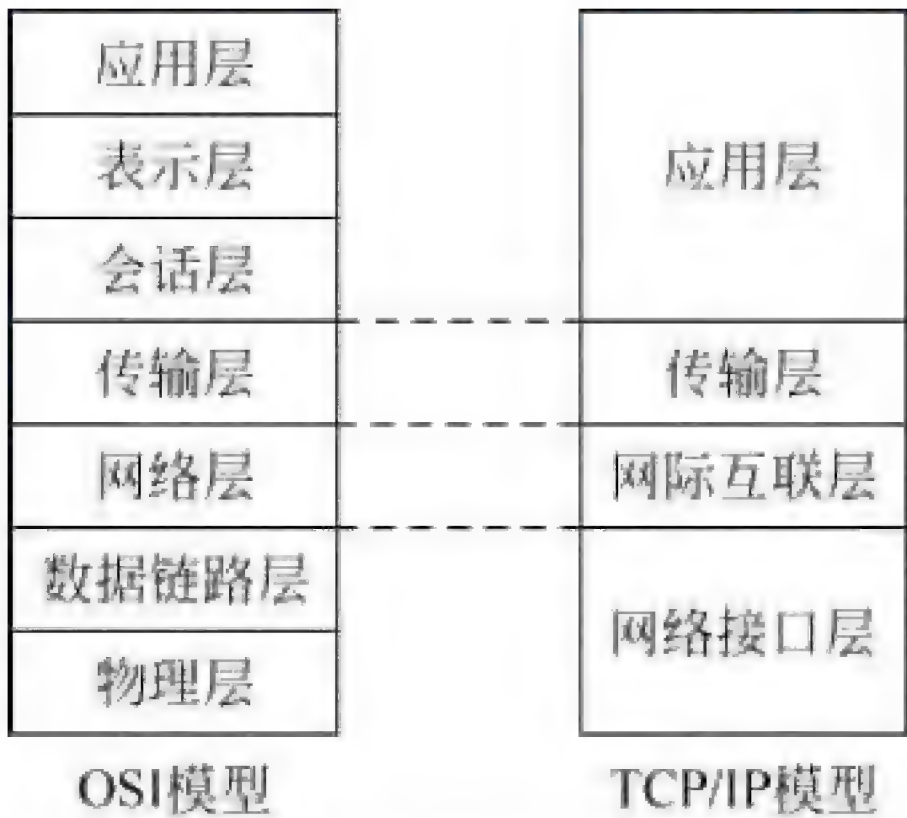 应用层
表示层
会话层
传输层
网络层
数据链路层
物理层
OSI模型
应用层
传输层
网际互联层
网络接口层
TCP/IP模型